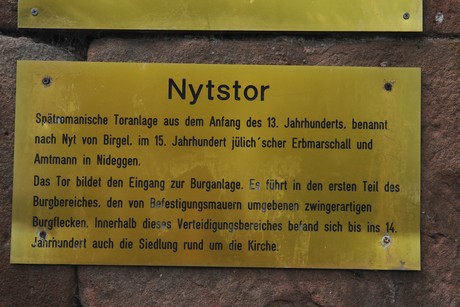 Nytstor
Spätromanische Toranlage aus dem Anfang des 13. Jahrhunderts, benannt
nach Nyt von Birgel, im 15. Jahrhundert jülich´scher Erbmarschall und
Amtmann in Nideggen.
Das Tor bildet den Eingang zur Burganlage. Es führt in den ersten Teil des
Burgbereiches, den von Befestigungsmauern umgebenen zwingerartigen
Burgflecken. Innerhalb dieses Verteidigungsbereiches befand sich bis ins 14.
Jahrhundert auch die Siedlung rund um die Kirche.